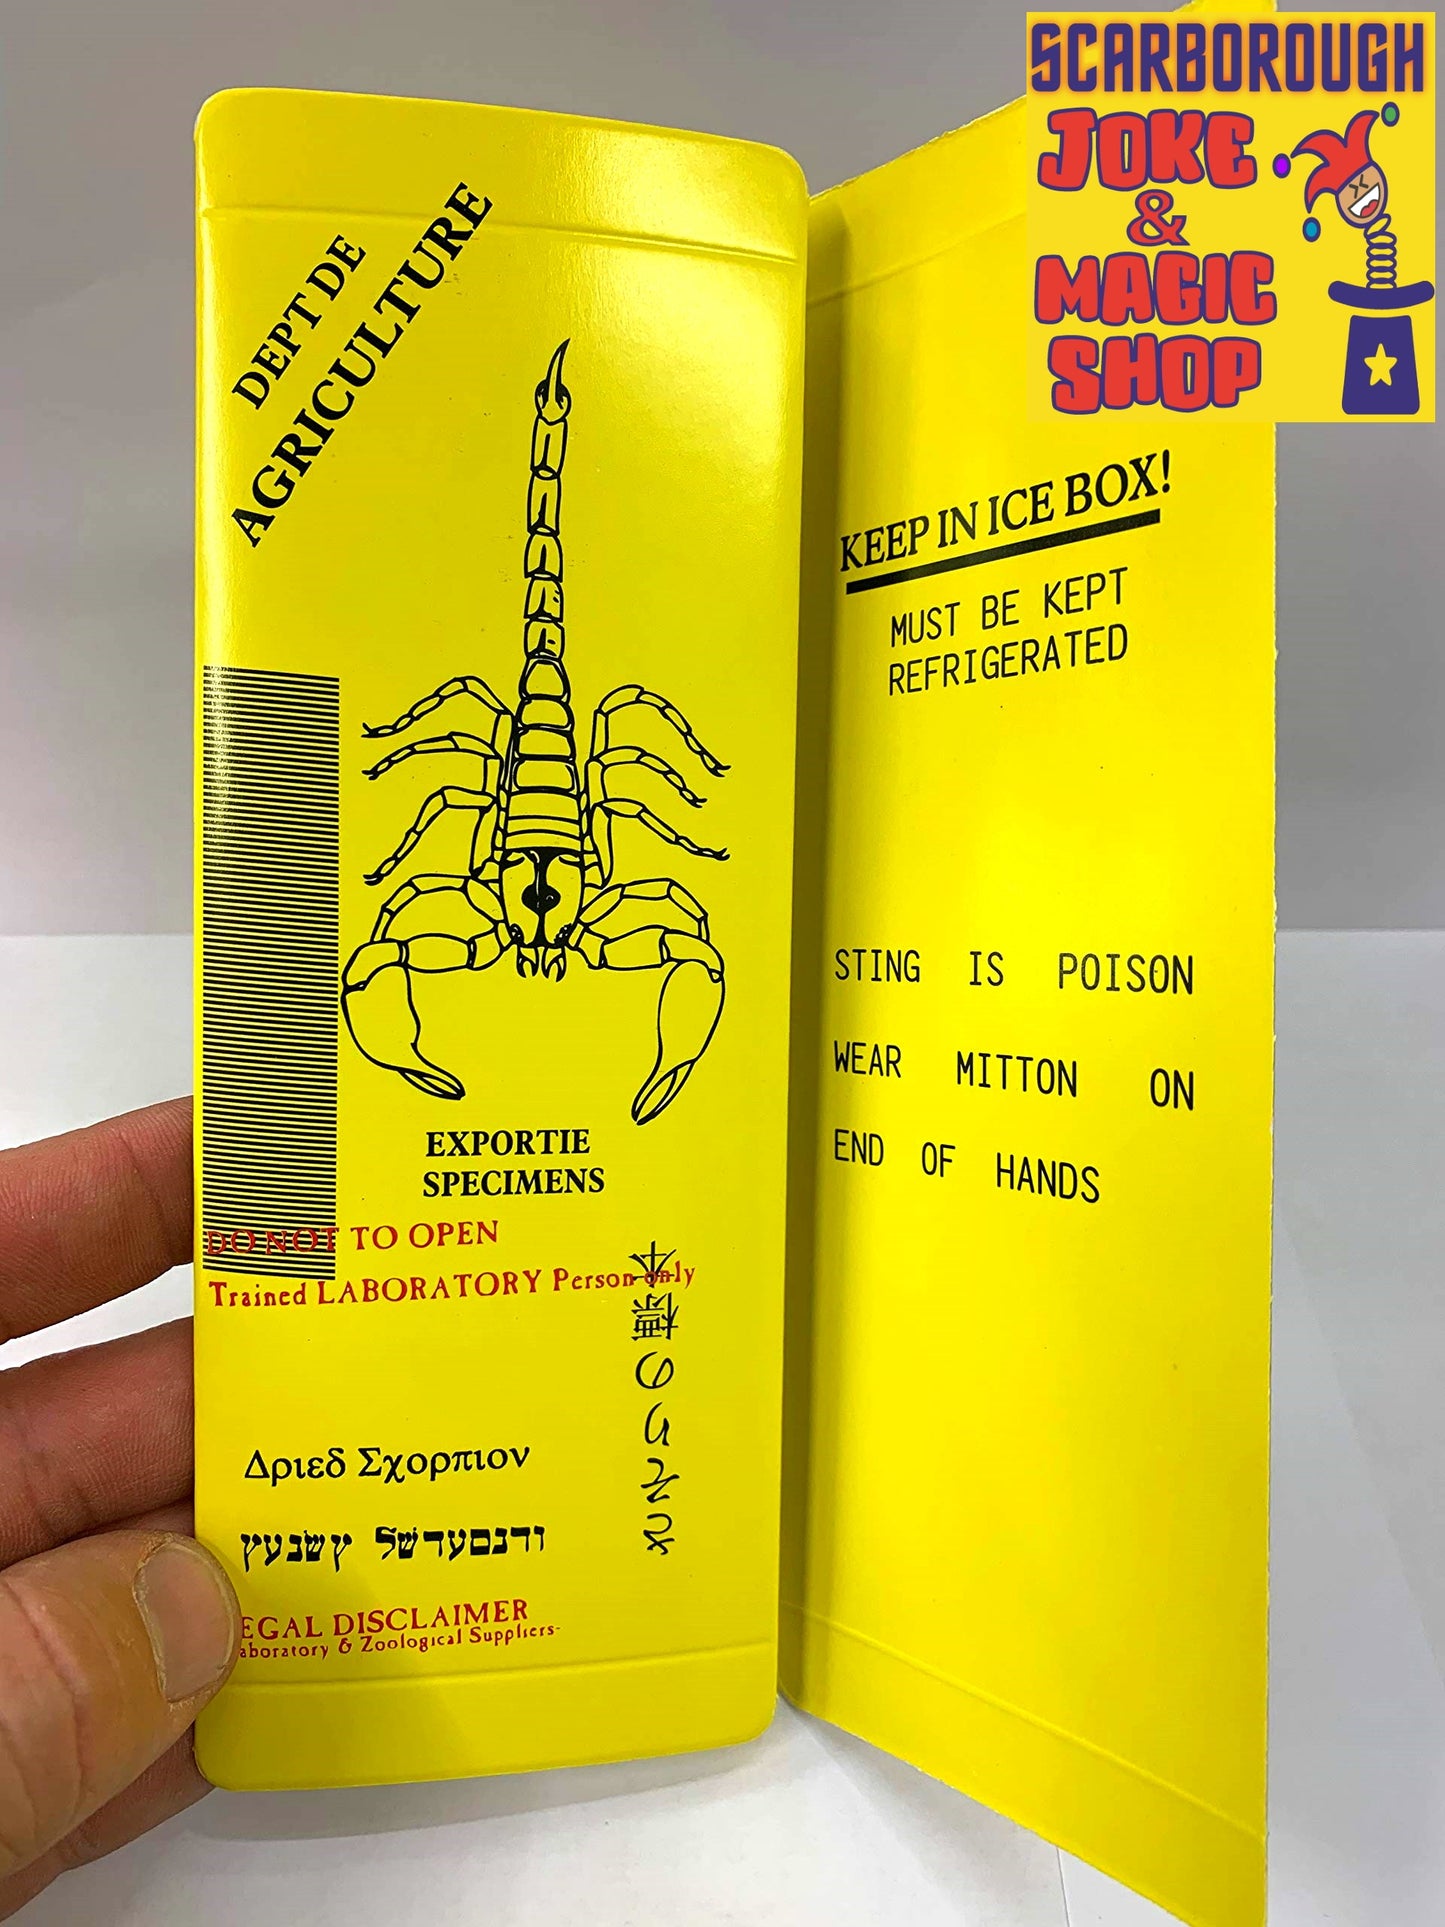 SCARBOROUGH
JOKE
&
MAGIC
SHOP
DEPT DE
AGRICULTURE
EXPORTIE
SPECIMENS
DO NOT TO OPEN
Trained LABORATORY Person only
Δριεδ Σχορπιον
EGAL DISCLAIMER
aboratory & Zoological Suppliers-
KEEP IN ICE BOX!
MUST BE KEPT
REFRIGERATED
STING IS POISON
WEAR MITTON ON
END OF HANDS